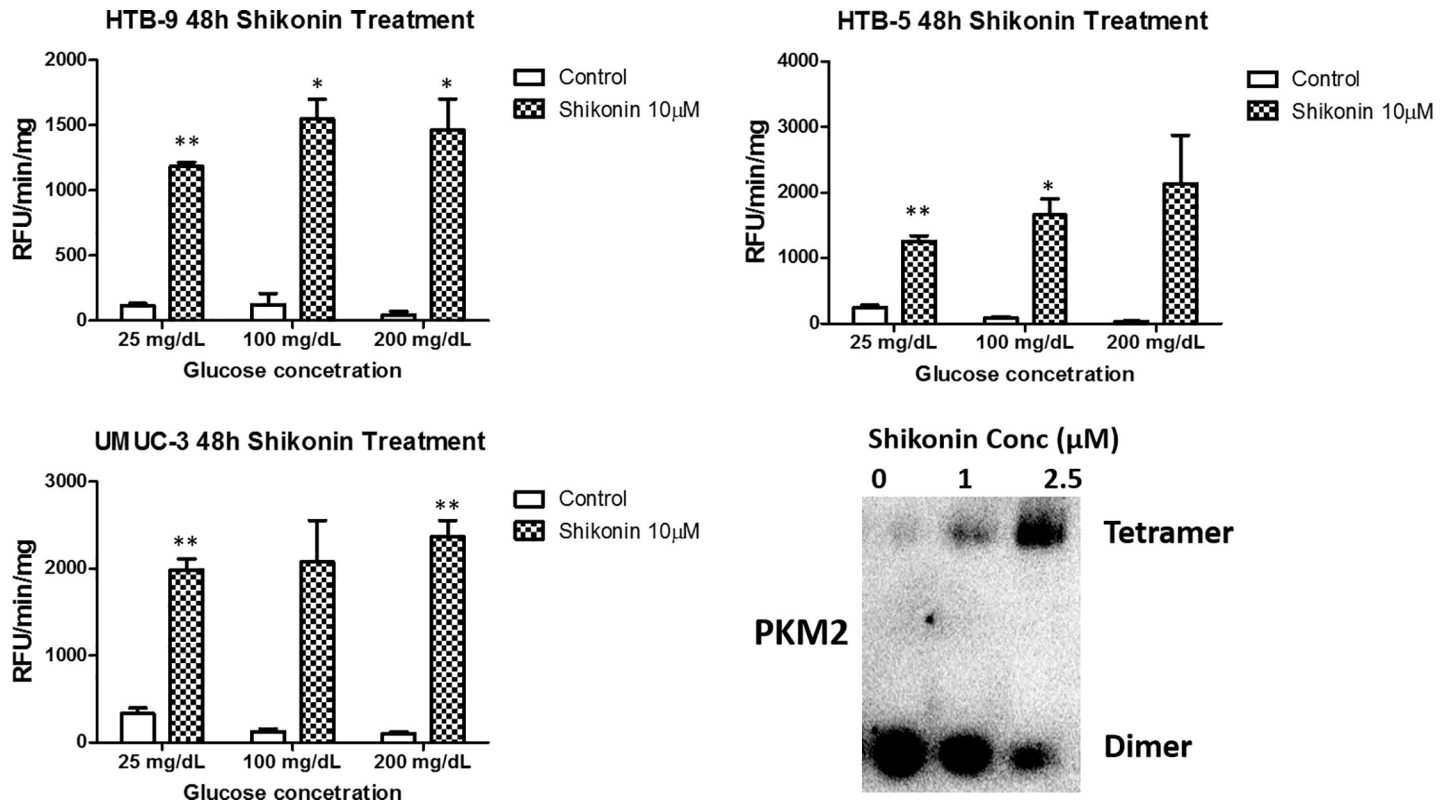 HTB-9 48h Shikonin Treatment
2000
1500
1000
500
0
RFU/min/mg
**
*
*
25 mg/dL 100 mg/dL 200 mg/dL
Glucose concetration
Control
Shikonin 10µM
HTB-5 48h Shikonin Treatment
4000
3000
2000
1000
0
RFU/min/mg
**
*
25 mg/dL 100 mg/dL 200 mg/dL
Glucose concetration
Control
Shikonin 10µM
UMUC-3 48h Shikonin Treatment
3000
2000
1000
0
RFU/min/mg
**
**
25 mg/dL 100 mg/dL 200 mg/dL
Glucose concetration
Control
Shikonin 10µM
Shikonin Conc (µM)
0 1 2.5
Tetramer
PKM2
Dimer